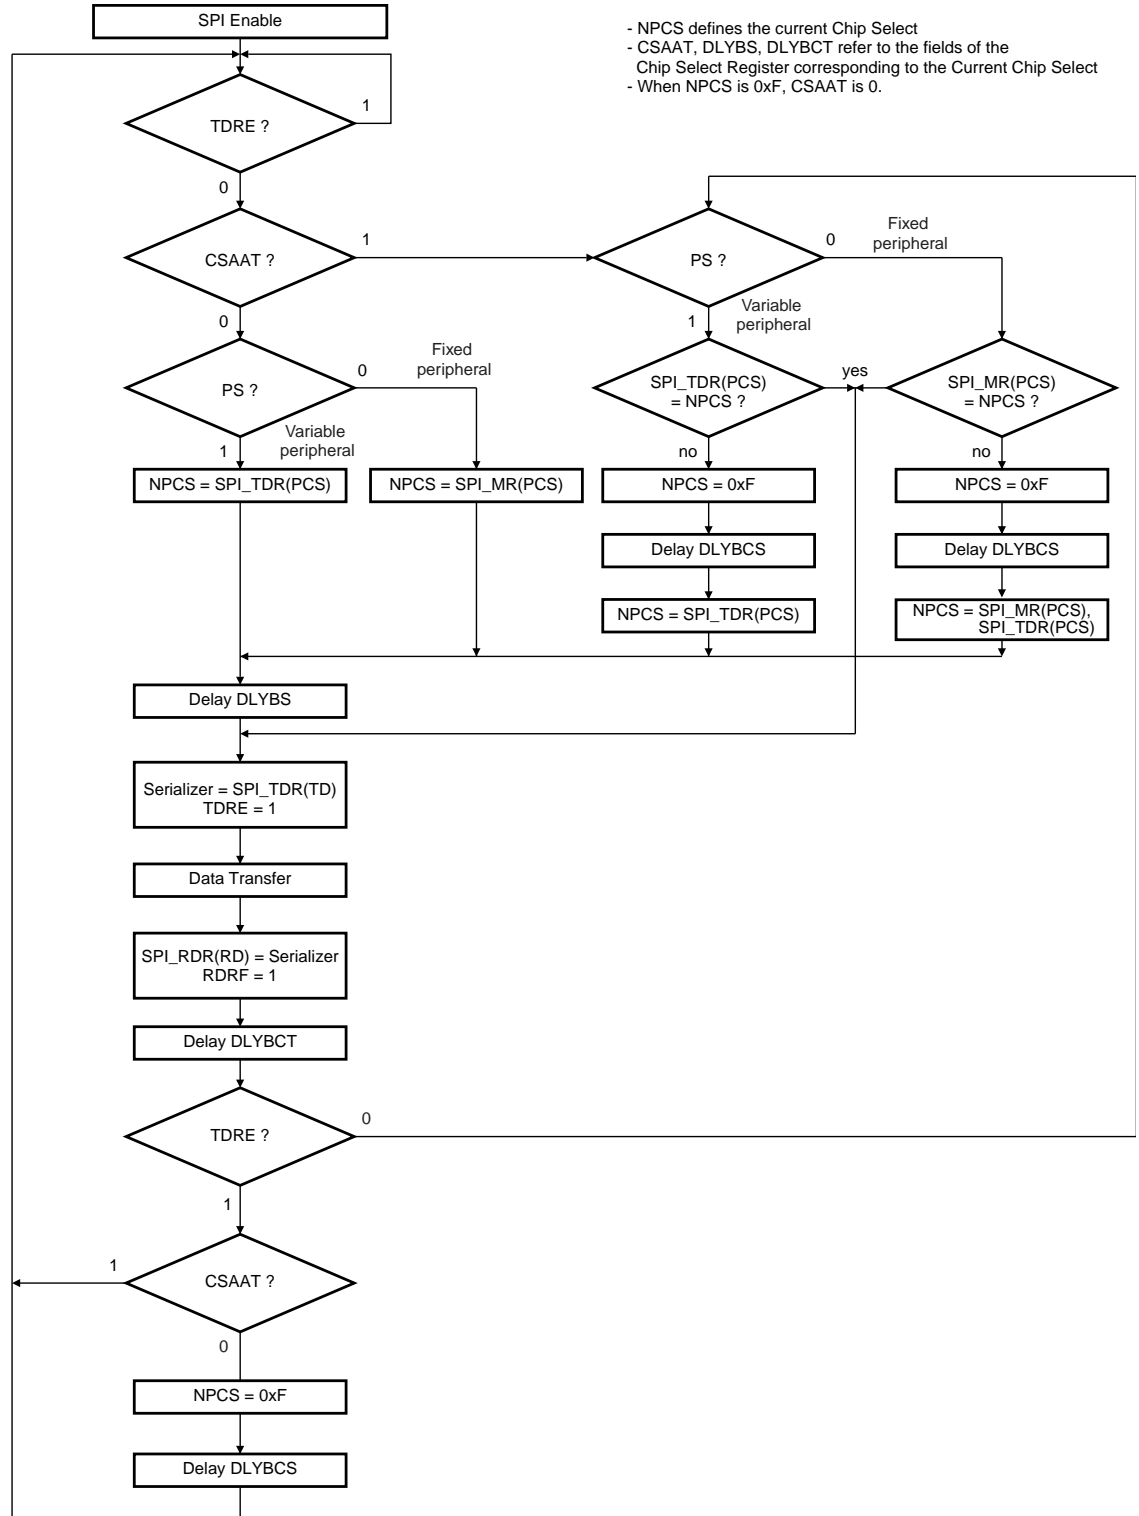 SPI Enable
- NPCS defines the current Chip Select
- CSAAT, DLYBS, DLYBCT refer to the fields of the
Chip Select Register corresponding to the Current Chip Select
- When NPCS is 0xF, CSAAT is 0.
TDRE ?
1
0
CSAAT ?
1
PS ?
0
Fixed
peripheral
0
1
Variable
peripheral
PS ?
0
Fixed
peripheral
SPI_TDR(PCS)
= NPCS ?
yes
SPI_MR(PCS)
= NPCS ?
1
Variable
peripheral
no
no
NPCS = SPI_TDR(PCS)
NPCS = SPI_MR(PCS)
NPCS = 0xF
NPCS = 0xF
Delay DLYBCS
Delay DLYBCS
NPCS = SPI_TDR(PCS)
NPCS = SPI_MR(PCS),
SPI_TDR(PCS)
Delay DLYBS
Serializer = SPI_TDR(TD)
TDRE = 1
Data Transfer
SPI_RDR(RD) = Serializer
RDRF = 1
Delay DLYBCT
TDRE ?
0
1
CSAAT ?
1
0
NPCS = 0xF
Delay DLYBCS